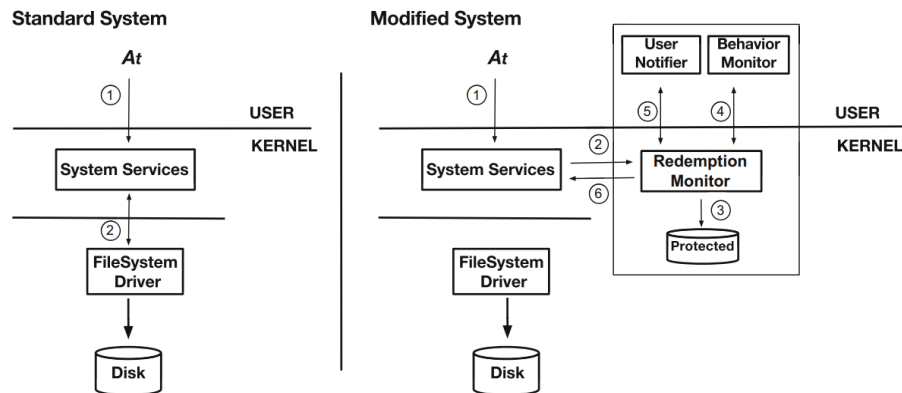 Standard System
At
1
USER
KERNEL
System Services
2
FileSystem
Driver
Disk
Modified System
At
1
User
Notifier
Behavior
Monitor
5
4
USER
KERNEL
System Services
2
6
Redemption
Monitor
3
Protected
FileSystem
Driver
Disk